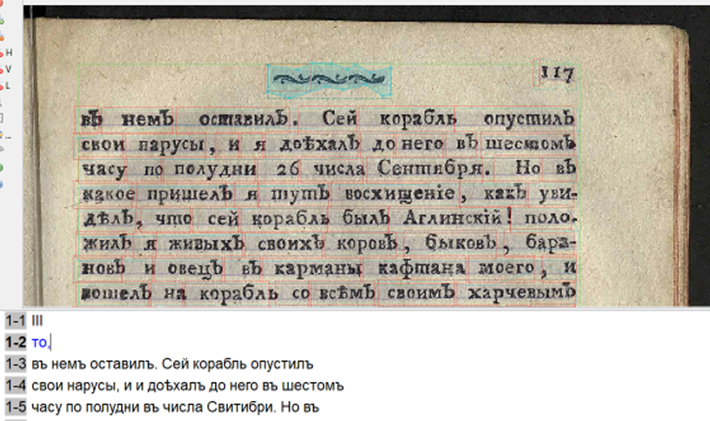 H
V
L
117
въ немъ оставилъ. Сей корабль опустилъ
свои парусы, и я доѣхалъ до него въ шестомъ
часу по полудни 26 числа Сентября. Но въ
какое пришелъ я тутъ восхищеніе, какъ уви-
дѣлъ, что сей корабль былъ Аглинскій! поло-
жилъ я живыхъ своихъ коровъ, быковъ, бара-
новъ и овецъ въ карманы кафтана моего, и
вошелъ на корабль со всѣмъ своимъ харчевымъ
1-1 III
1-2 то,
1-3 въ немъ оставилъ. Сей корабль опустилъ
1-4 свои нарусы, и и доѣхалъ до него въ шестомъ
1-5 часу по полудни въ числа Свитибри. Но въ